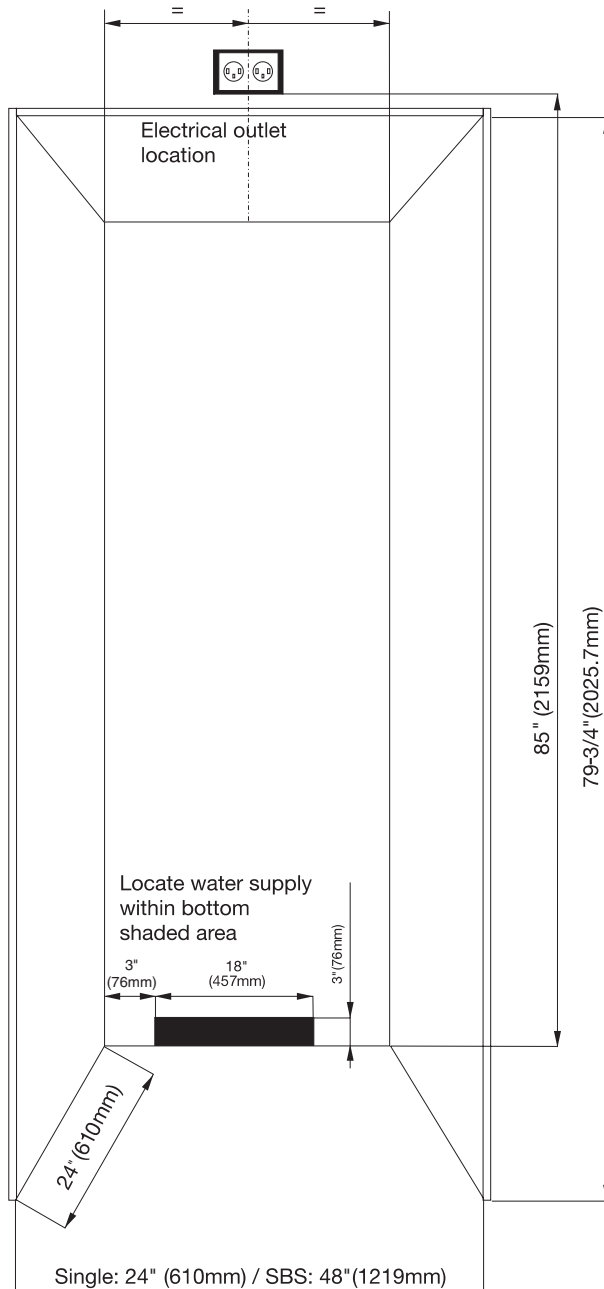 = =
Electrical outlet
location
85" (2159mm)
79-3/4"(2025.7mm)
Locate water supply
within bottom
shaded area
3"
(76mm)
18"
(457mm)
3"(76mm)
24"(610mm)
Single: 24" (610mm) / SBS: 48"(1219mm)